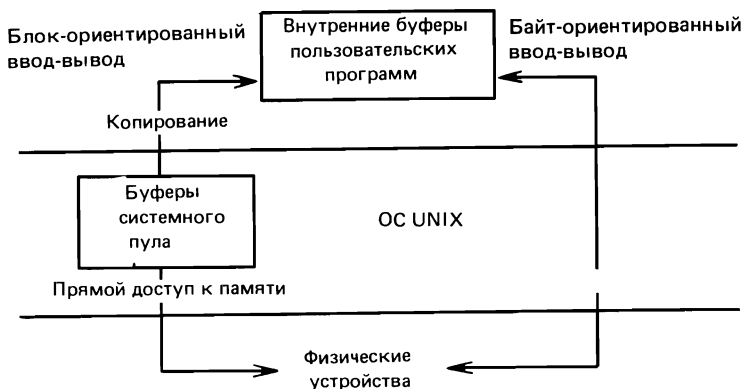 Блок-ориентированный
ввод-вывод
Внутренние буферы
пользовательских
программ
Байт-ориентированный
ввод-вывод
Копирование
Буферы
системного
пула
ОС UNIX
Прямой доступ к памяти
Физические
устройства